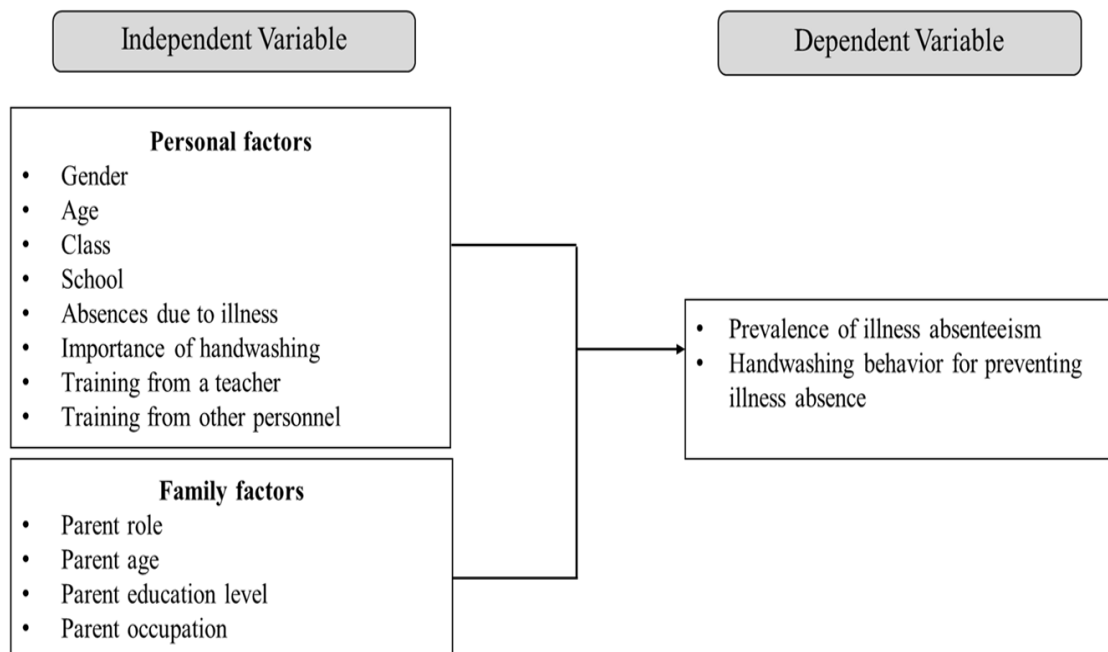 Independent Variable
Dependent Variable
Personal factors
• Gender
• Age
• Class
• School
• Absences due to illness
• Importance of handwashing
• Training from a teacher
• Training from other personnel
Family factors
• Parent role
• Parent age
• Parent education level
• Parent occupation
• Prevalence of illness absenteeism
• Handwashing behavior for preventing
illness absence